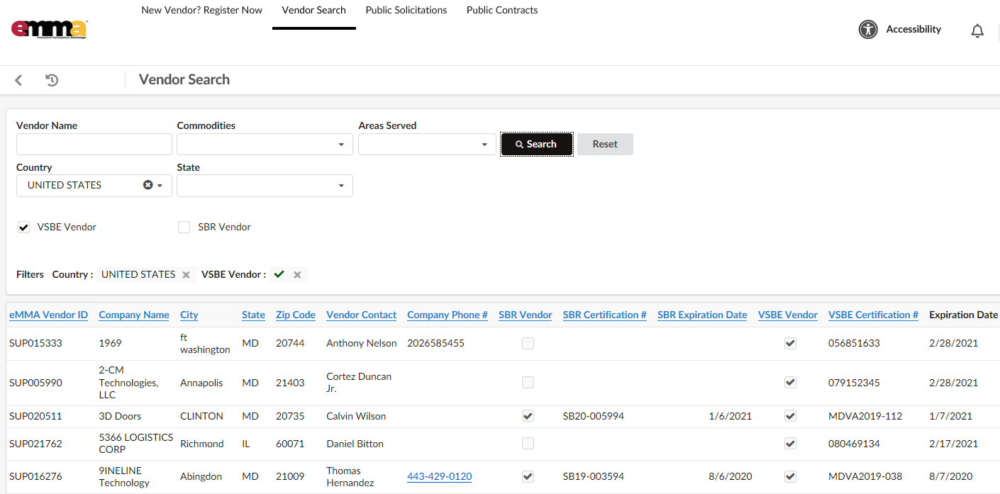 New Vendor? Register Now Vendor Search Public Solicitations Public Contracts
emma
Accessibility
Vendor Search
Vendor Name Commodities Areas Served
Search Reset
Country State
UNITED STATES
VSBE Vendor SBR Vendor
Filters Country : UNITED STATES VSBE Vendor :
eMMA Vendor ID Company Name City State Zip Code Vendor Contact Company Phone # SBR Vendor SBR Certification # SBR Expiration Date VSBE Vendor VSBE Certification # Expiration Date
SUP015333 1969 ft washington MD 20744 Anthony Nelson 2026585455 056851633 2/28/2021
SUP005990 2-CM Technologies, LLC Annapolis MD 21403 Cortez Duncan Jr. 079152345 2/28/2021
SUP020511 3D Doors CLINTON MD 20735 Calvin Wilson SB20-005994 1/6/2021 MDVA2019-112 1/7/2021
SUP021762 5366 LOGISTICS CORP Richmond IL 60071 Daniel Bitton 080469134 2/17/2021
SUP016276 9INELINE Technology Abingdon MD 21009 Thomas Hernandez 443-429-0120 SB19-003594 8/6/2020 MDVA2019-038 8/7/2020